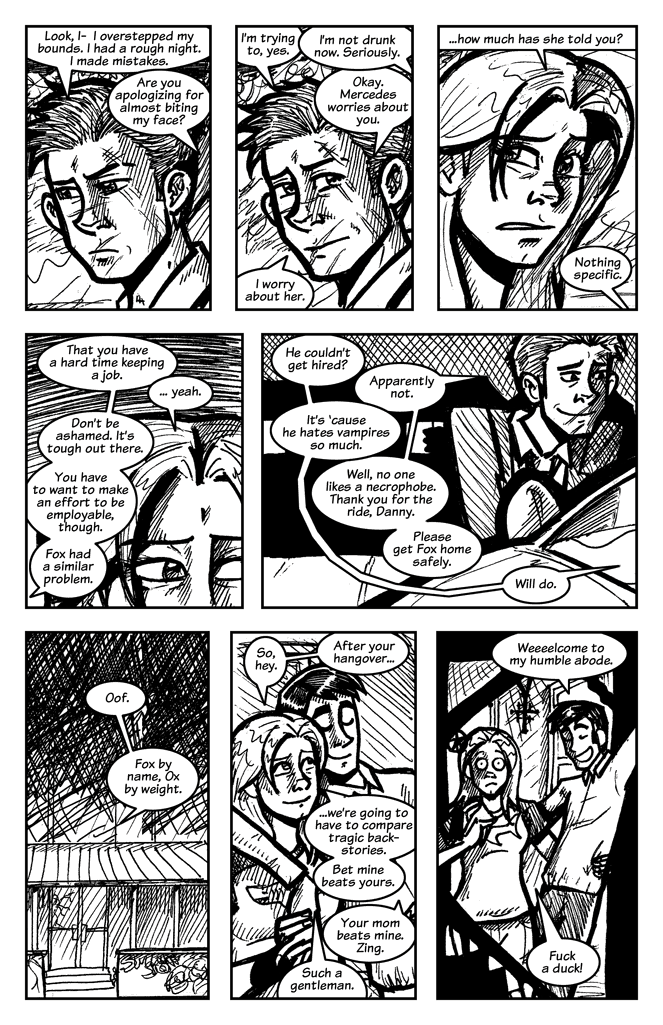 Look, I- I overstepped my
bounds. I had a rough night.
I made mistakes.
Are you
apologizing for
almost biting
my face?
I'm trying
to, yes.
I'm not drunk
now. Seriously.
Okay.
Mercedes
worries about
you.
I worry
about her.
...how much has she told you?
Nothing
specific.
That you have
a hard time keeping
a job.
... yeah.
Don't be
ashamed. It's
tough out there.
You have
to want to make
an effort to be
employable,
though.
Fox had
a similar
problem.
He couldn't
get hired?
Apparently
not.
It's 'cause
he hates vampires
so much.
Well, no one
likes a necrophobe.
Thank you for the
ride, Danny.
Please
get Fox home
safely.
Will do.
Oof.
Fox by
name, Ox
by weight.
So,
hey.
After your
hangover...
...we're going to
have to compare
tragic back-
stories.
Bet mine
beats yours.
Your mom
beats mine.
Zing.
Such a
gentleman.
Weeeelcome to
my humble abode.
Fuck
a duck!